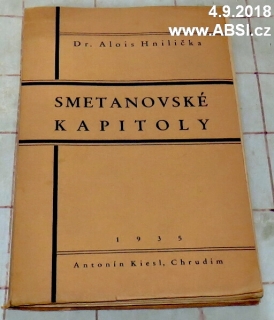 4.9.2018
www.ABSI.cz
Dr. Alois Hnilička
SMETANOVSKÉ
KAPITOLY
1935
Antonín Kiesl, Chrudim